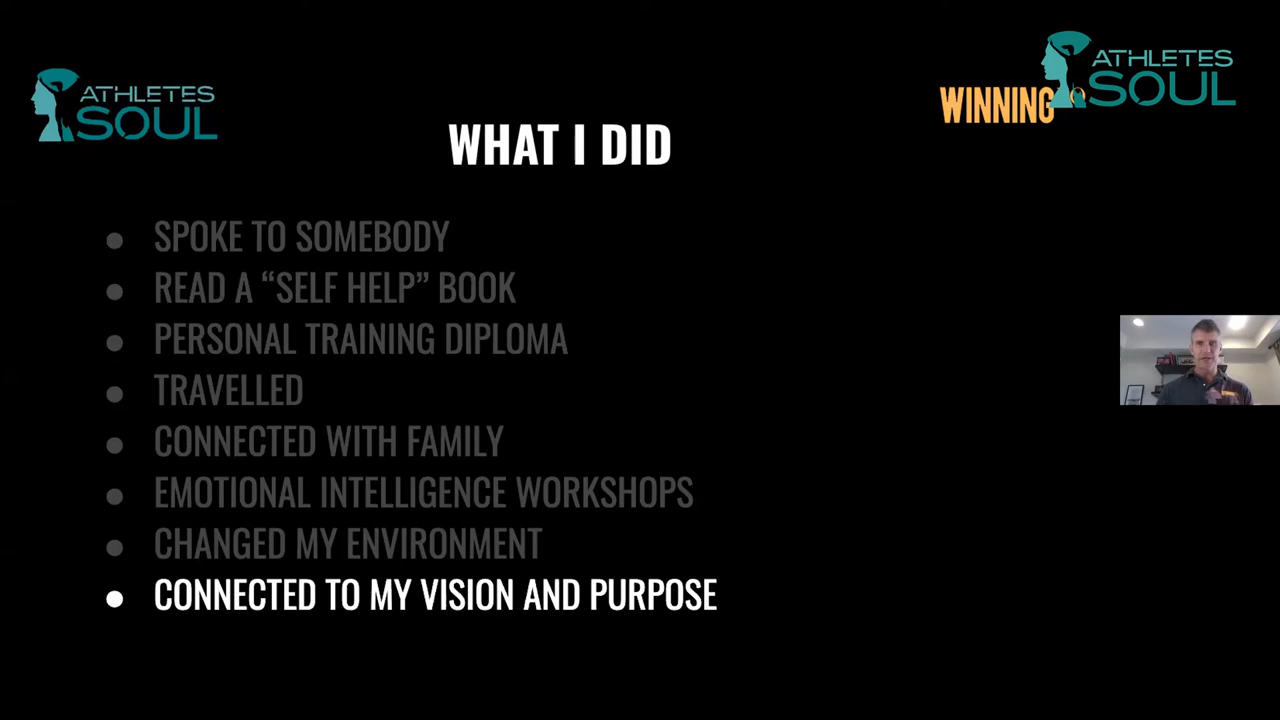 ATHLETES
SOUL
WINNING
ATHLETES
SOUL
WHAT I DID
● SPOKE TO SOMEBODY
● READ A “SELF HELP” BOOK
● PERSONAL TRAINING DIPLOMA
● TRAVELLED
● CONNECTED WITH FAMILY
● EMOTIONAL INTELLIGENCE WORKSHOPS
● CHANGED MY ENVIRONMENT
● CONNECTED TO MY VISION AND PURPOSE